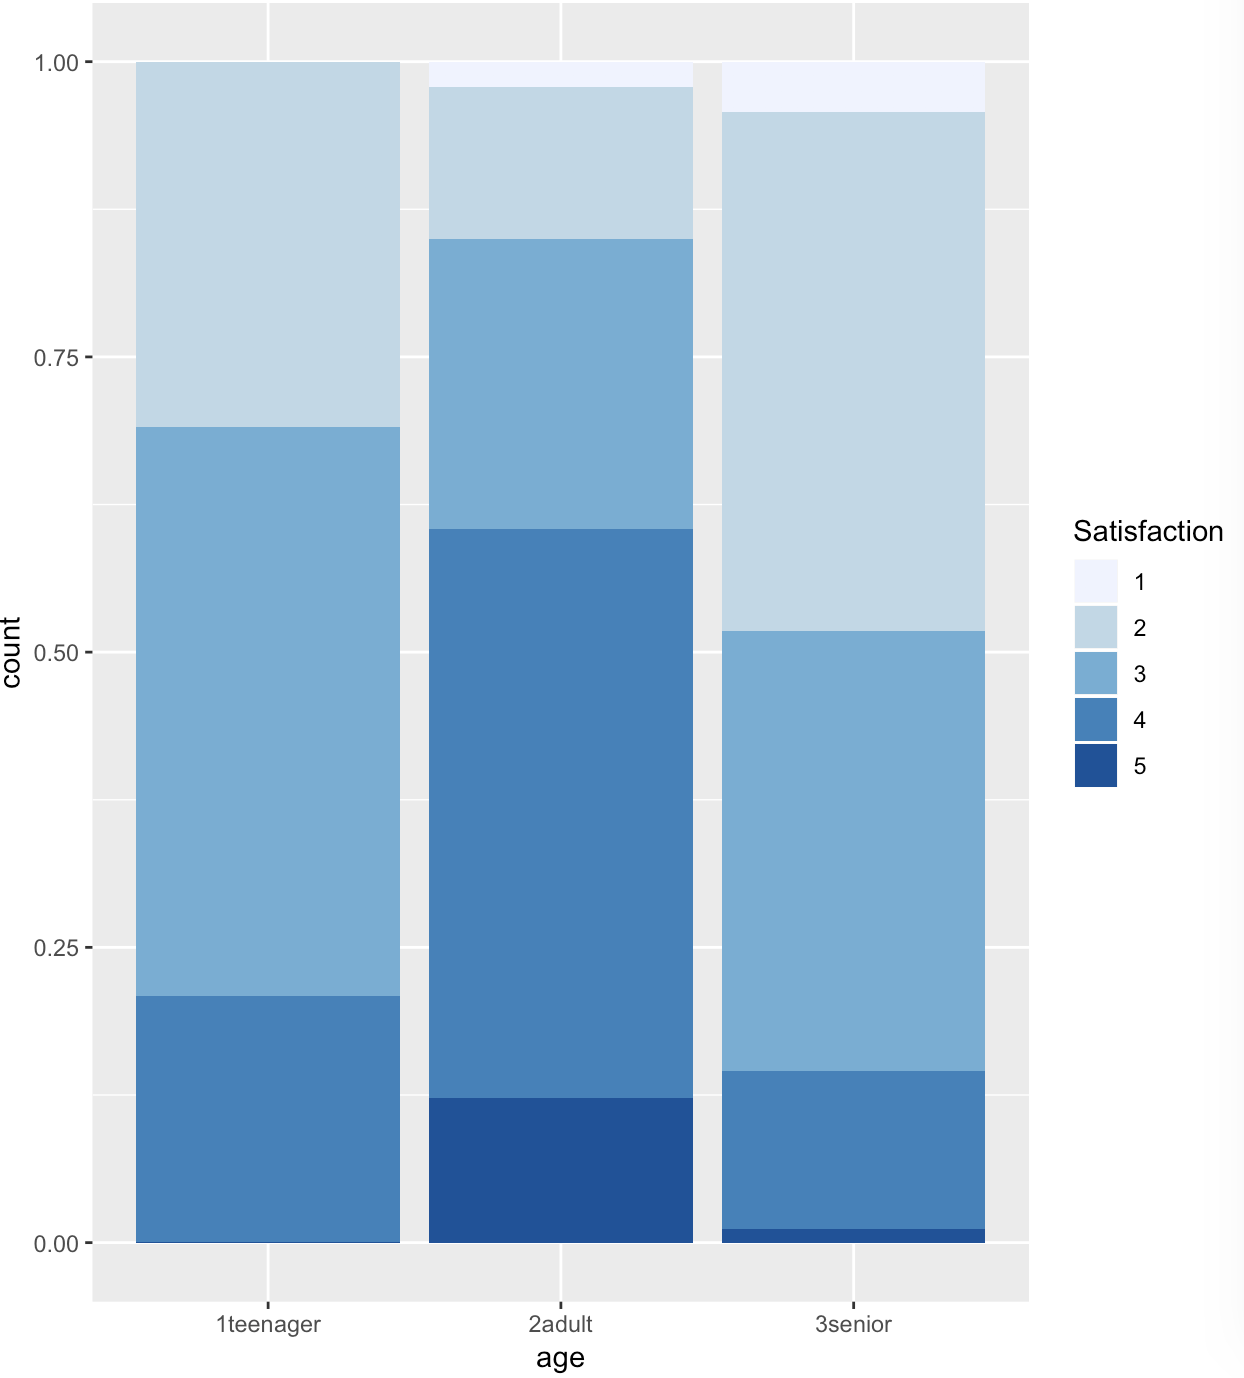 1.00
0.75
0.50
0.25
0.00
count
1teenager
2adult
3senior
age
Satisfaction
1
2
3
4
5